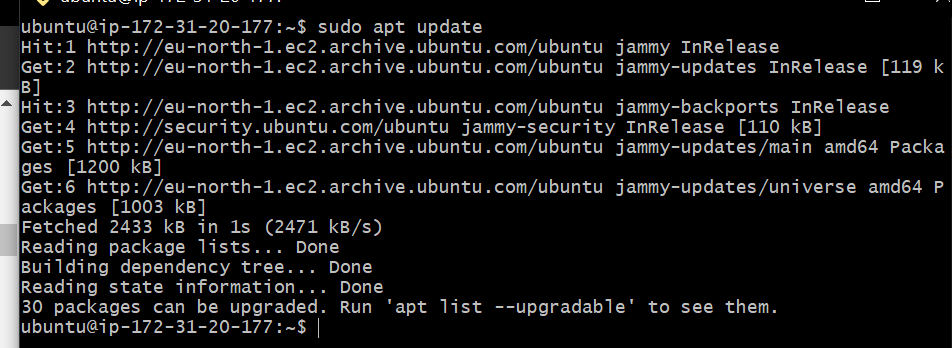 ubuntu@ip-172-31-20-177:~$ sudo apt update
Hit:1 http://eu-north-1.ec2.archive.ubuntu.com/ubuntu jammy InRelease
Get:2 http://eu-north-1.ec2.archive.ubuntu.com/ubuntu jammy-updates InRelease [119 k
B]
Hit:3 http://eu-north-1.ec2.archive.ubuntu.com/ubuntu jammy-backports InRelease
Get:4 http://security.ubuntu.com/ubuntu jammy-security InRelease [110 kB]
Get:5 http://eu-north-1.ec2.archive.ubuntu.com/ubuntu jammy-updates/main amd64 Packa
ges [1200 kB]
Get:6 http://eu-north-1.ec2.archive.ubuntu.com/ubuntu jammy-updates/universe amd64 P
ackages [1003 kB]
Fetched 2433 kB in 1s (2471 kB/s)
Reading package lists... Done
Building dependency tree... Done
Reading state information... Done
30 packages can be upgraded. Run 'apt list --upgradable' to see them.
ubuntu@ip-172-31-20-177:~$